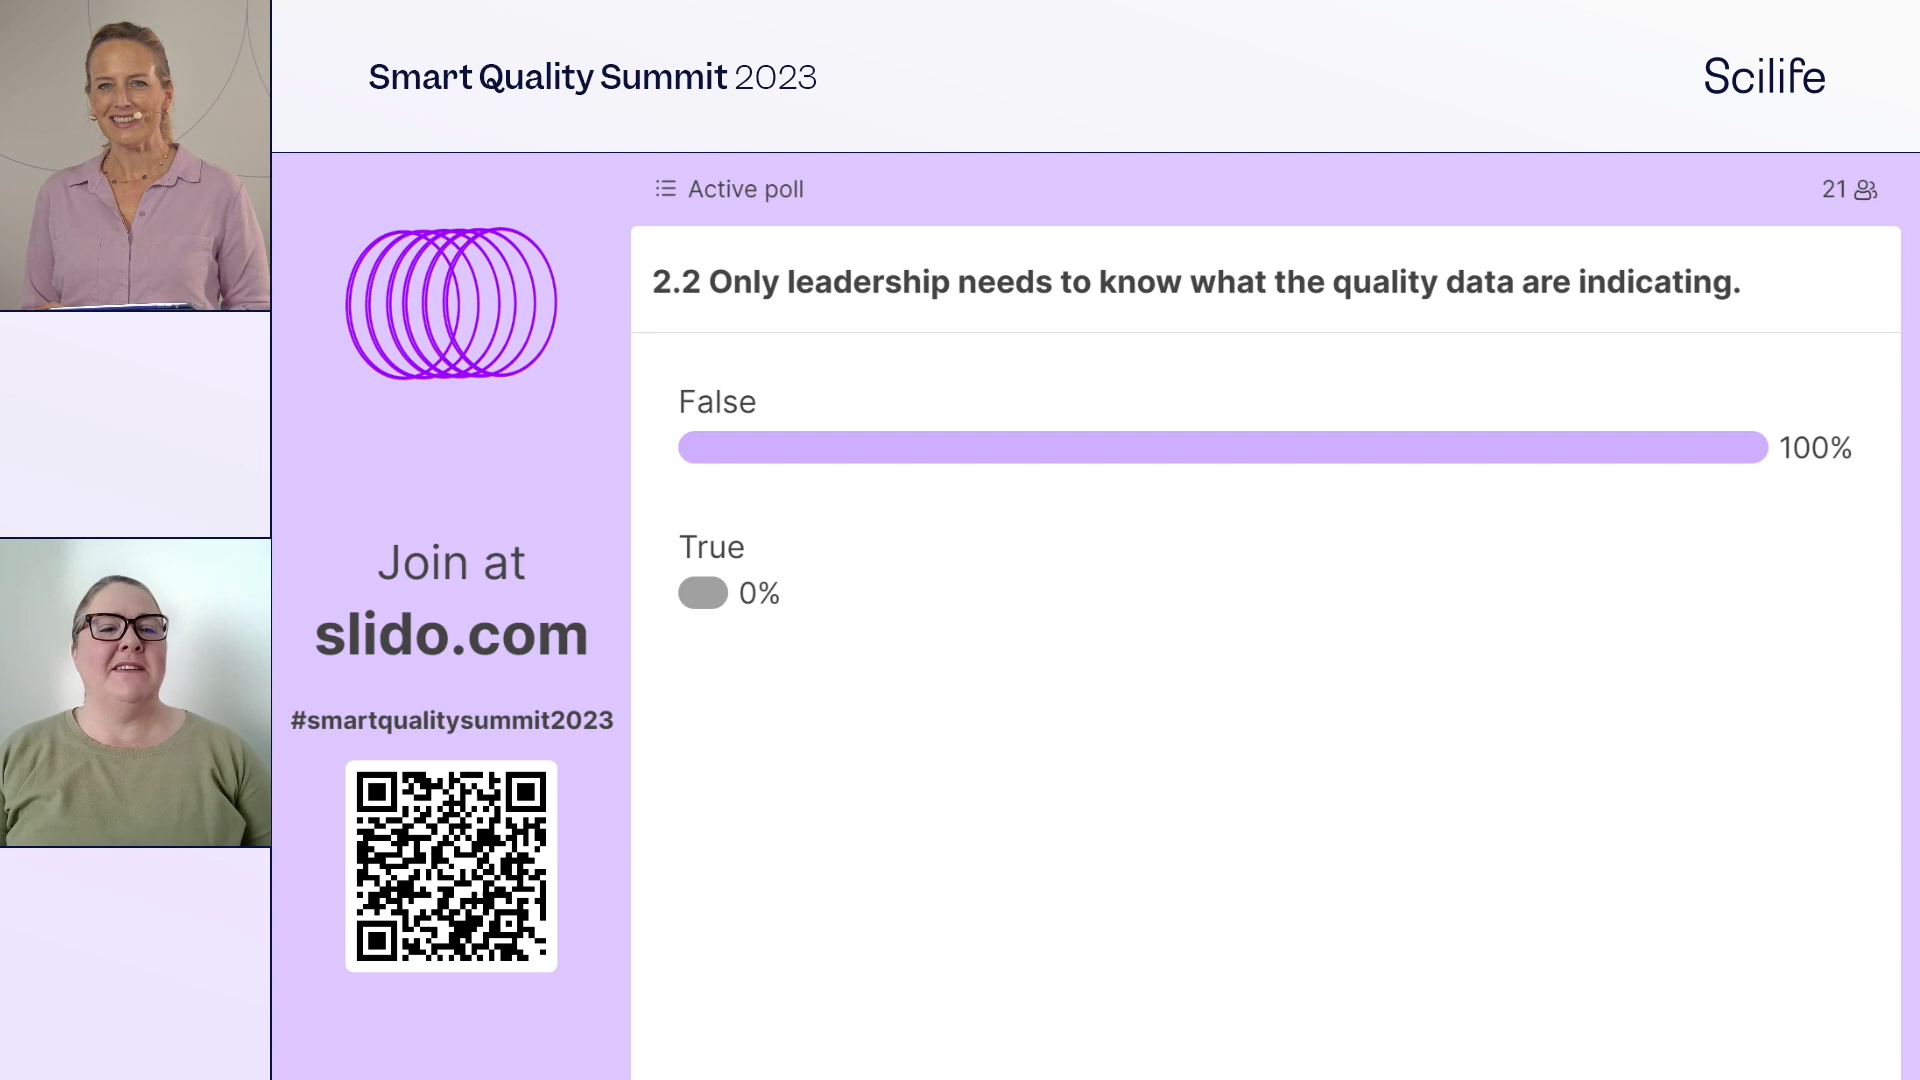 Smart Quality Summit 2023
Scilife
Active poll
21
2.2 Only leadership needs to know what the quality data are indicating.
False
100%
True
0%
Join at
slido.com
#smartqualitysummit2023